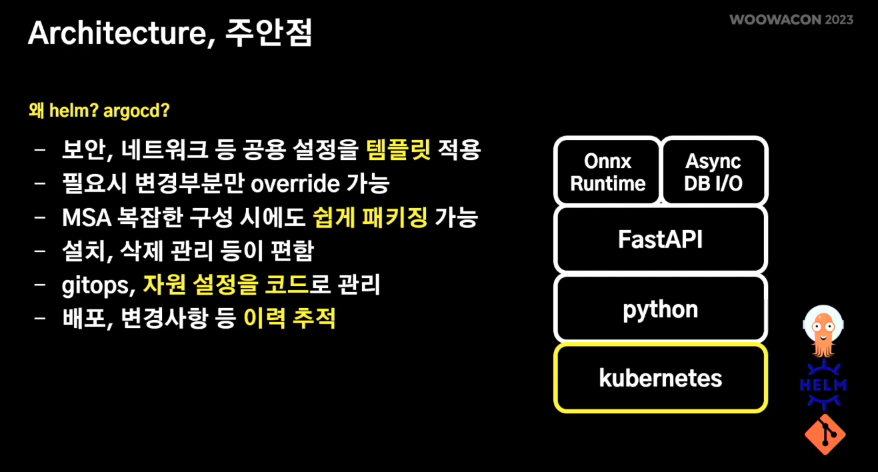 Architecture, 주안점
WOOWACON 2023
왜 helm? argocd?
- 보안, 네트워크 등 공용 설정을 템플릿 적용
- 필요시 변경부분만 override 가능
- MSA 복잡한 구성 시에도 쉽게 패키징 가능
- 설치, 삭제 관리 등이 편함
- gitops, 자원 설정을 코드로 관리
- 배포, 변경사항 등 이력 추적
Onnx
Runtime
Async
DB I/O
FastAPI
python
kubernetes
HELM